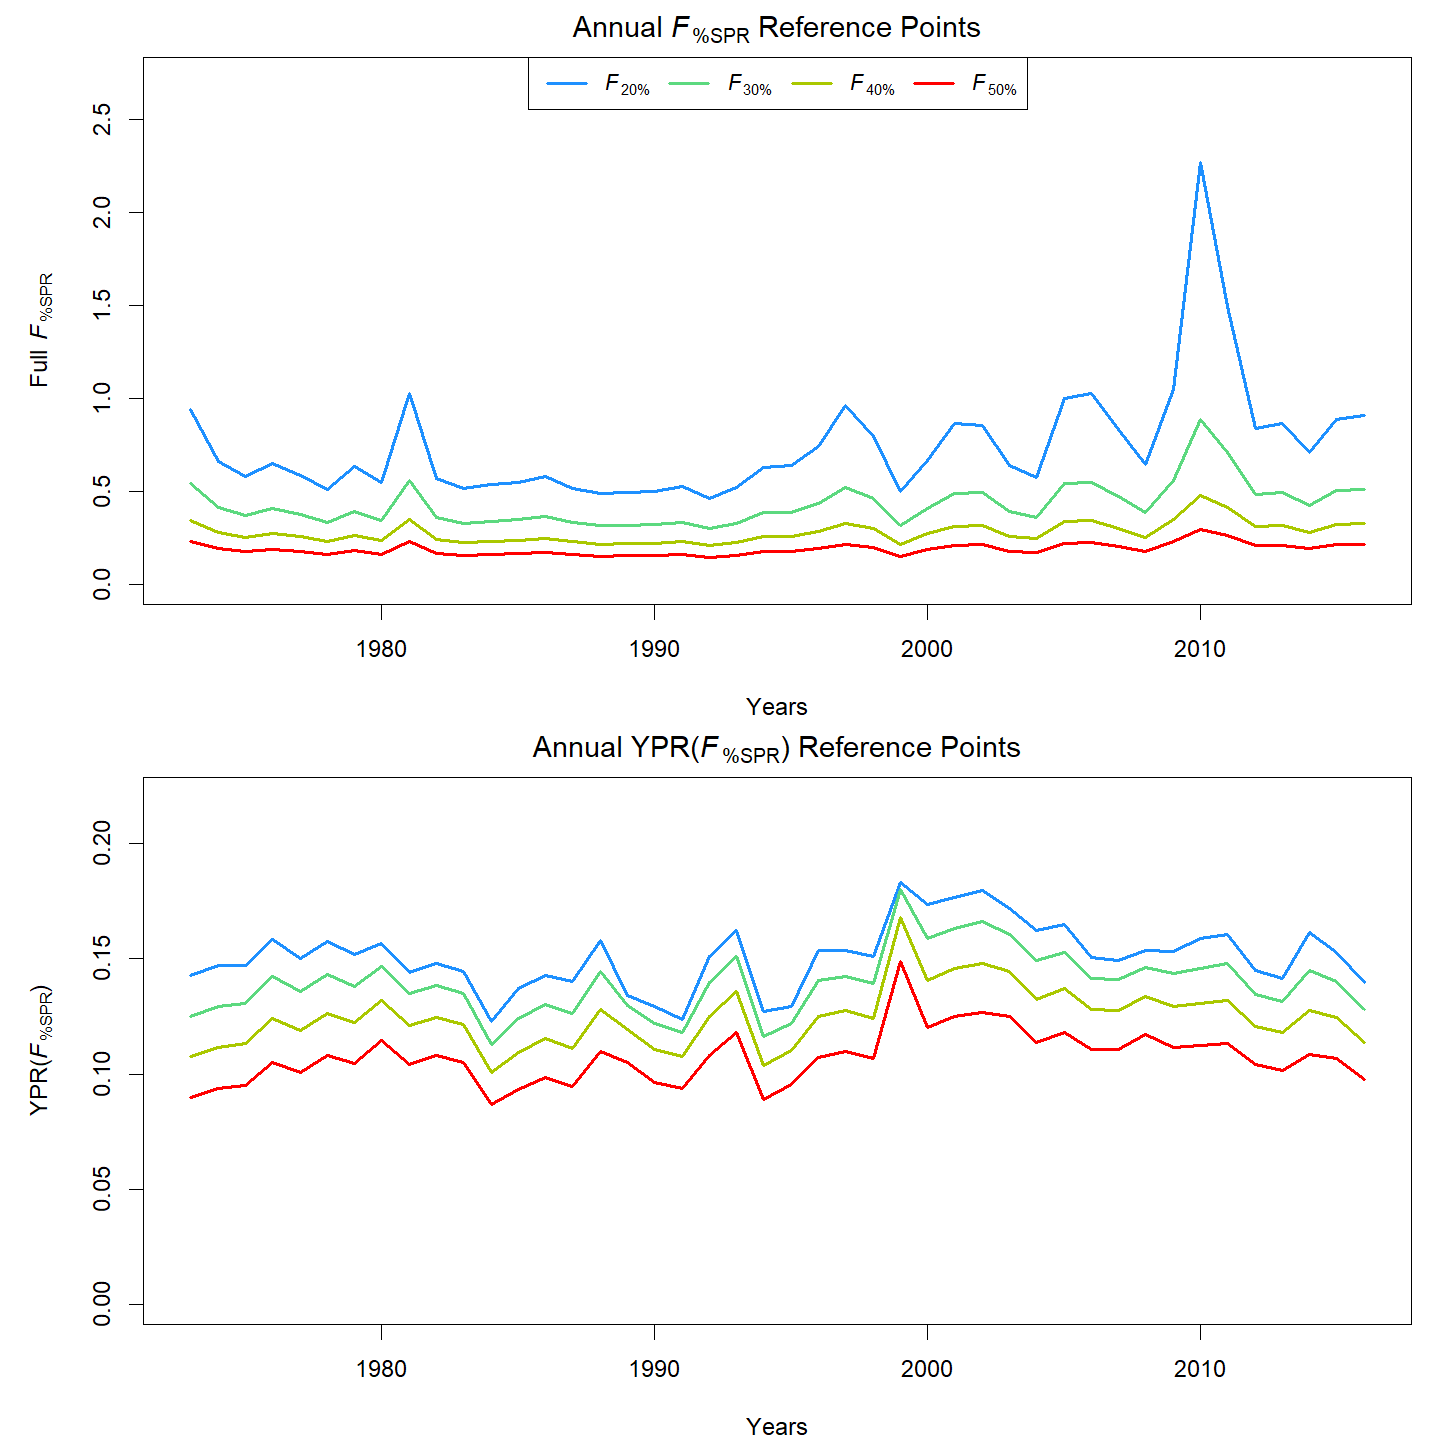 Annual F%SPR Reference Points
F20% F30% F40% F50%
Full F%SPR
2.5
2.0
1.5
1.0
0.5
0.0
1980 1990 2000 2010
Years
Annual YPR(F%SPR) Reference Points
YPR(F%SPR)
0.20
0.15
0.10
0.05
0.00
1980 1990 2000 2010
Years